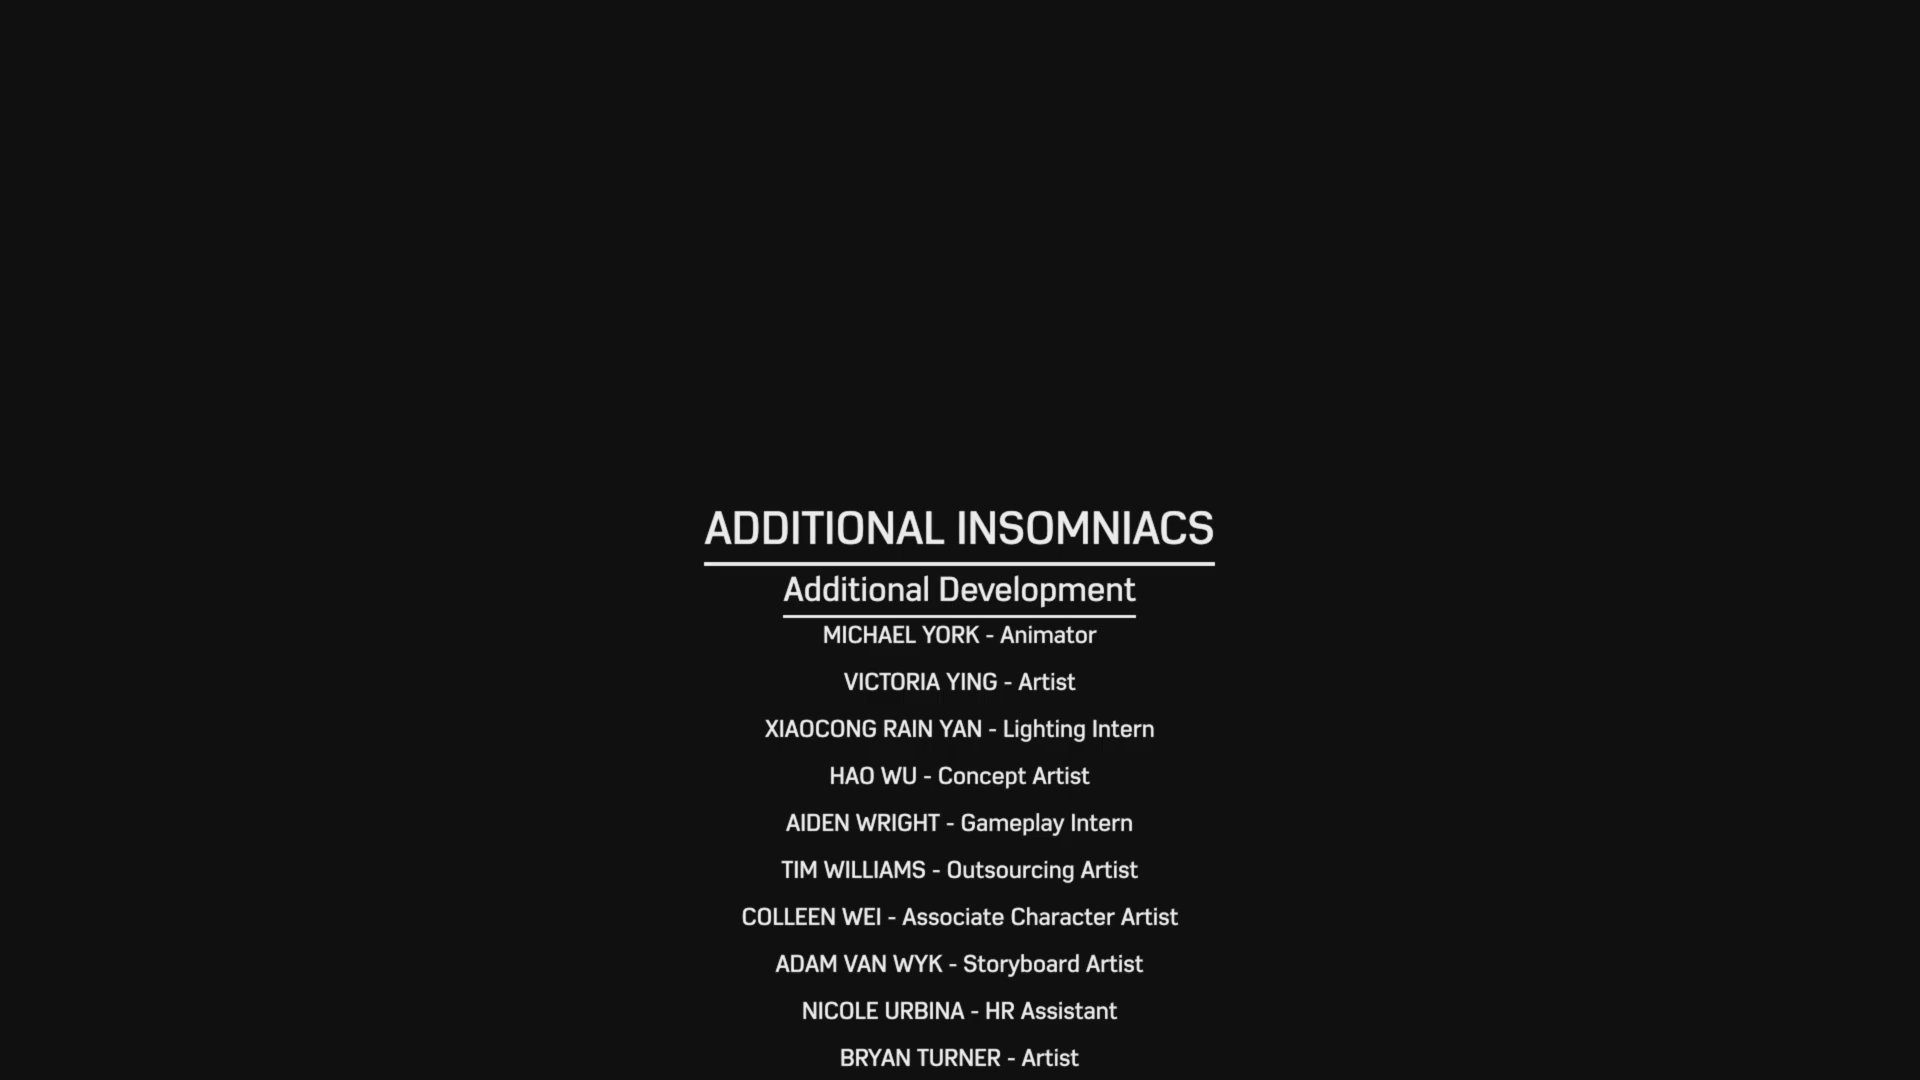 ADDITIONAL INSOMNIACS
Additional Development
MICHAEL YORK - Animator
VICTORIA YING - Artist
XIAOCONG RAIN YAN - Lighting Intern
HAO WU - Concept Artist
AIDEN WRIGHT - Gameplay Intern
TIM WILLIAMS - Outsourcing Artist
COLLEEN WEI - Associate Character Artist
ADAM VAN WYK - Storyboard Artist
NICOLE URBINA - HR Assistant
BRYAN TURNER - Artist